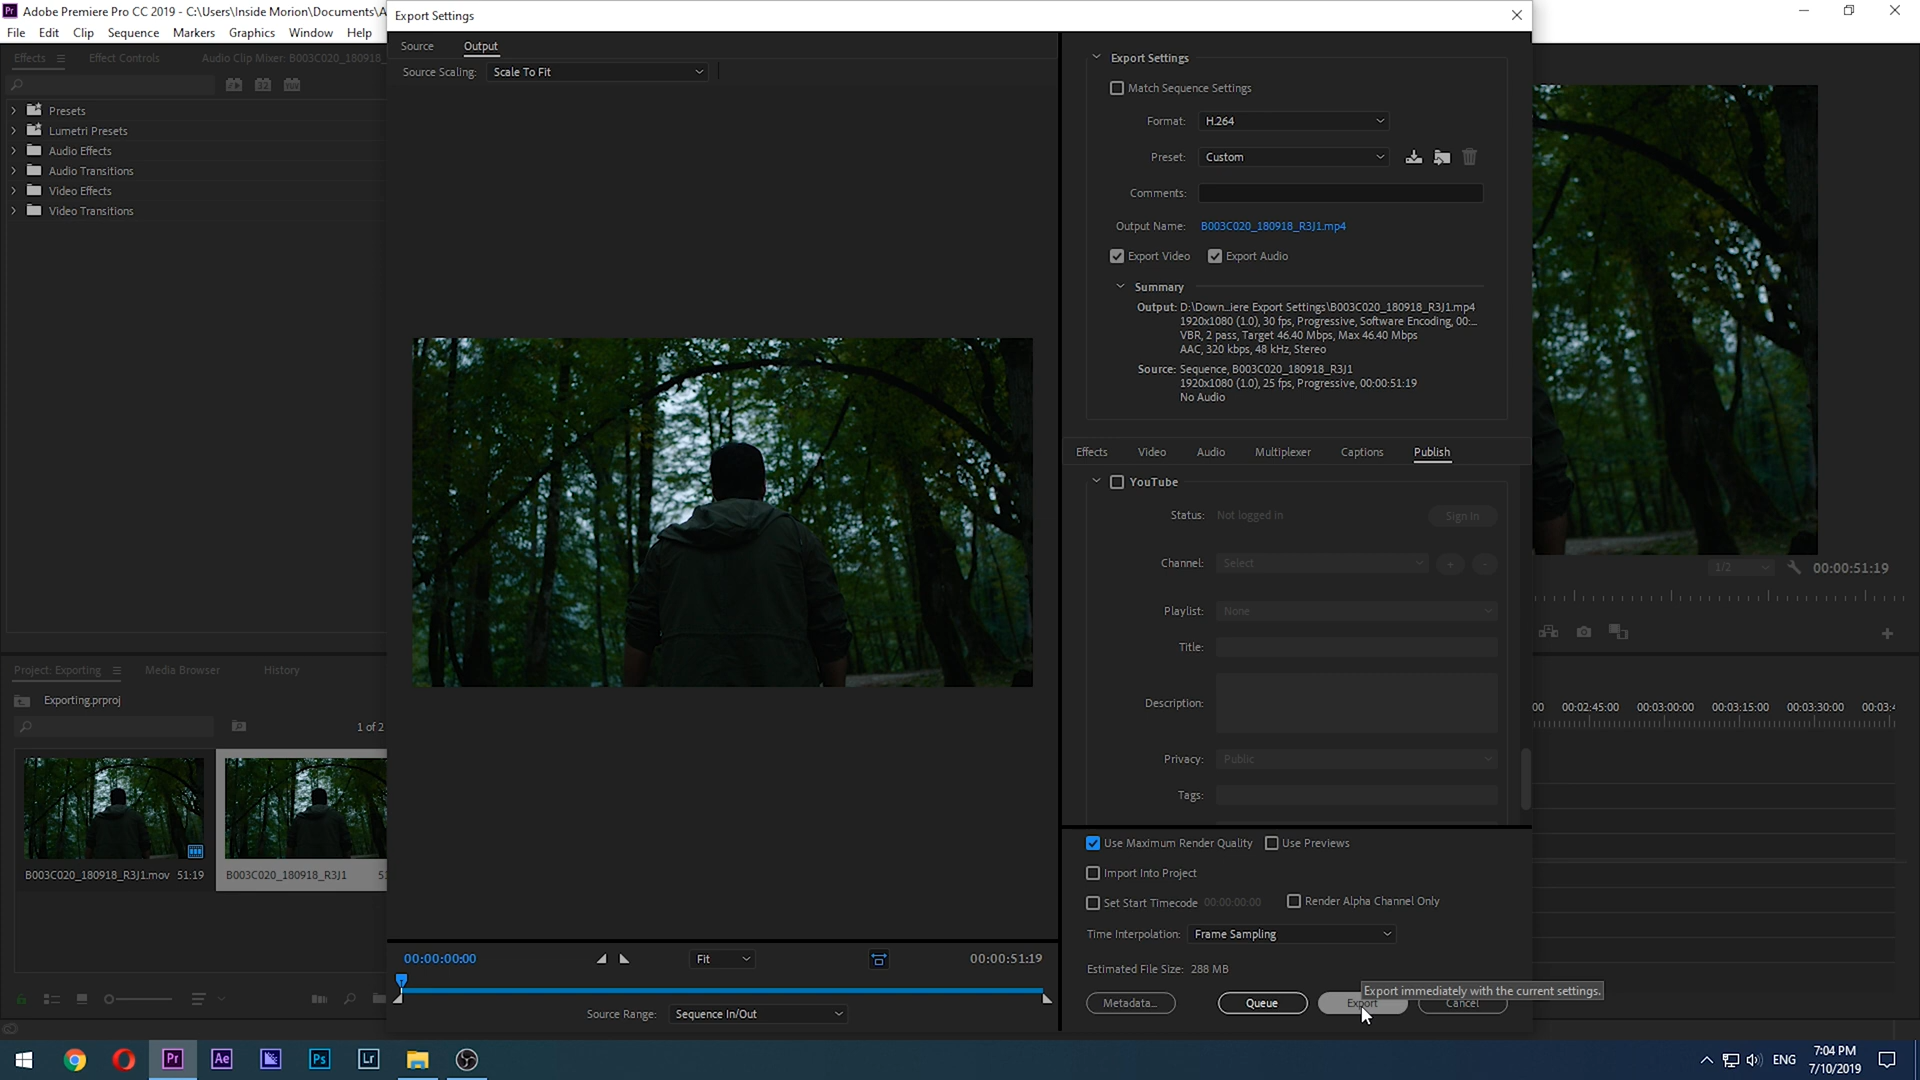 Adobe Premiere Pro CC 2019 - C:\Users\Inside Morion\Documents\A
File Edit Clip Sequence Markers Graphics Window Help
Effects Effect Controls Audio Clip Mixer: B003C020_180918_
Presets
Lumetri Presets
Audio Effects
Audio Transitions
Video Effects
Video Transitions
Project: Exporting Media Browser History
Exporting.prproj
1 of 2
B003C020_180918_R3J1.mov 51:19
B003C020_180918_R3J1
Export Settings
Source Output
Source Scaling: Scale To Fit
00:00:00:00 Fit 00:00:51:19
Source Range: Sequence In/Out
Export Settings
Match Sequence Settings
Format: H.264
Preset: Custom
Comments:
Output Name: B003C020_180918_R3J1.mp4
Export Video Export Audio
Summary
Output: D:\Down...iere Export Settings\B003C020_180918_R3J1.mp4
1920x1080 (1.0), 30 fps, Progressive, Software Encoding, 00:...
VBR, 2 pass, Target 46.40 Mbps, Max 46.40 Mbps
AAC, 320 kbps, 48 kHz, Stereo
Source: Sequence, B003C020_180918_R3J1
1920x1080 (1.0), 25 fps, Progressive, 00:00:51:19
No Audio
Effects Video Audio Multiplexer Captions Publish
YouTube
Status: Not logged in Sign In
Channel: Select + -
Playlist: None
Title:
Description:
Privacy: Public
Tags:
Use Maximum Render Quality Use Previews
Import Into Project
Set Start Timecode 00:00:00:00 Render Alpha Channel Only
Time Interpolation: Frame Sampling
Estimated File Size: 288 MB
Export immediately with the current settings.
Metadata... Queue Export Cancel
1/2 00:00:51:19
00 00:02:45:00 00:03:00:00 00:03:15:00 00:03:30:00 00:03:4
Pr Ae Ps Lr
ENG
7:04 PM
7/10/2019